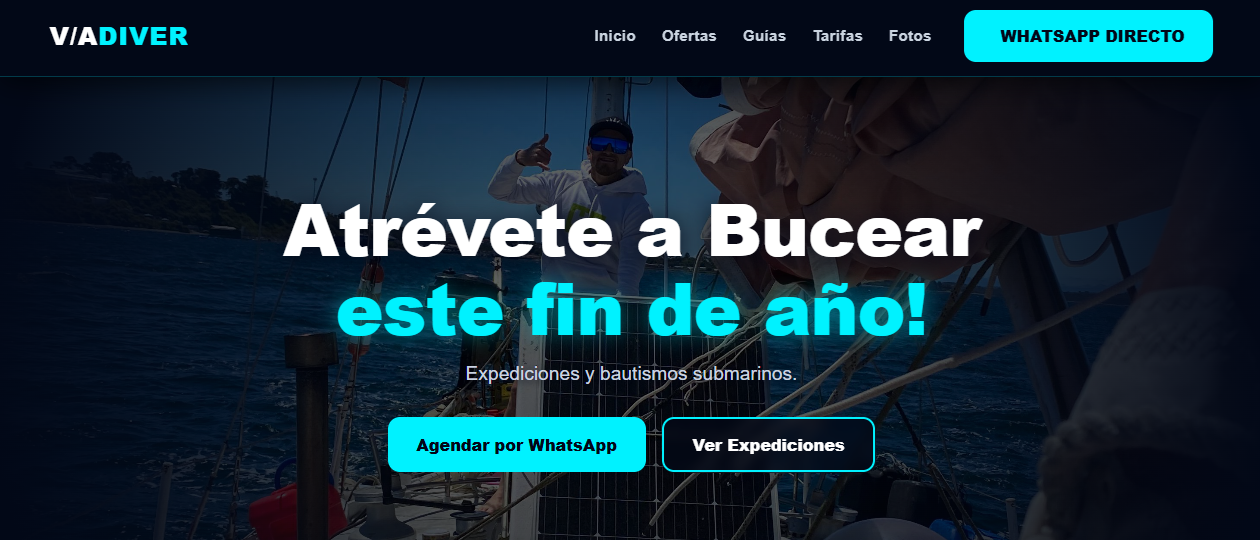 V/ADIVER
Inicio Ofertas Guías Tarifas Fotos WHATSAPP DIRECTO
Atrévete a Bucear
este fin de año!
Expediciones y bautismos submarinos.
Agendar por WhatsApp Ver Expediciones